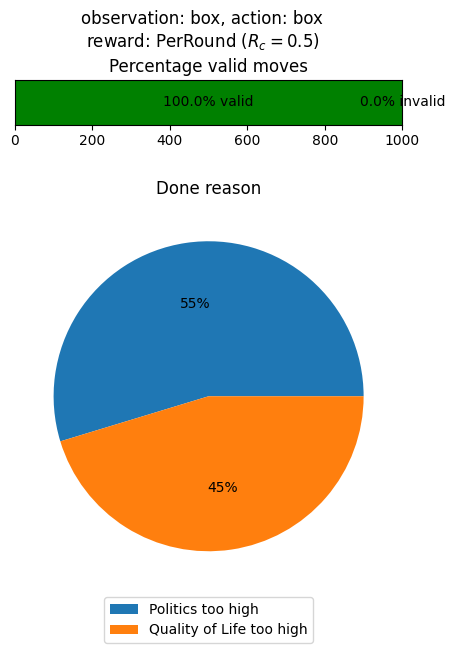 observation: box, action: box
reward: PerRound ($R_c = 0.5$)
Percentage valid moves
100.0% valid 0.0% invalid
0 200 400 600 800 1000
Done reason
55%
45%
Politics too high
Quality of Life too high